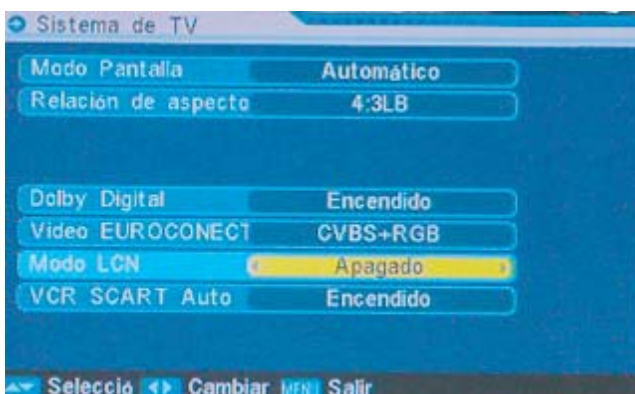 Sistema de TV
Modo Pantalla Automático
Relación de aspecto 4:3LB
Dolby Digital Encendido
Video EUROCONECT CVBS+RGB
Modo LCN Apagado
VCR SCART Auto Encendido
Selecció Cambiar MENU Salir